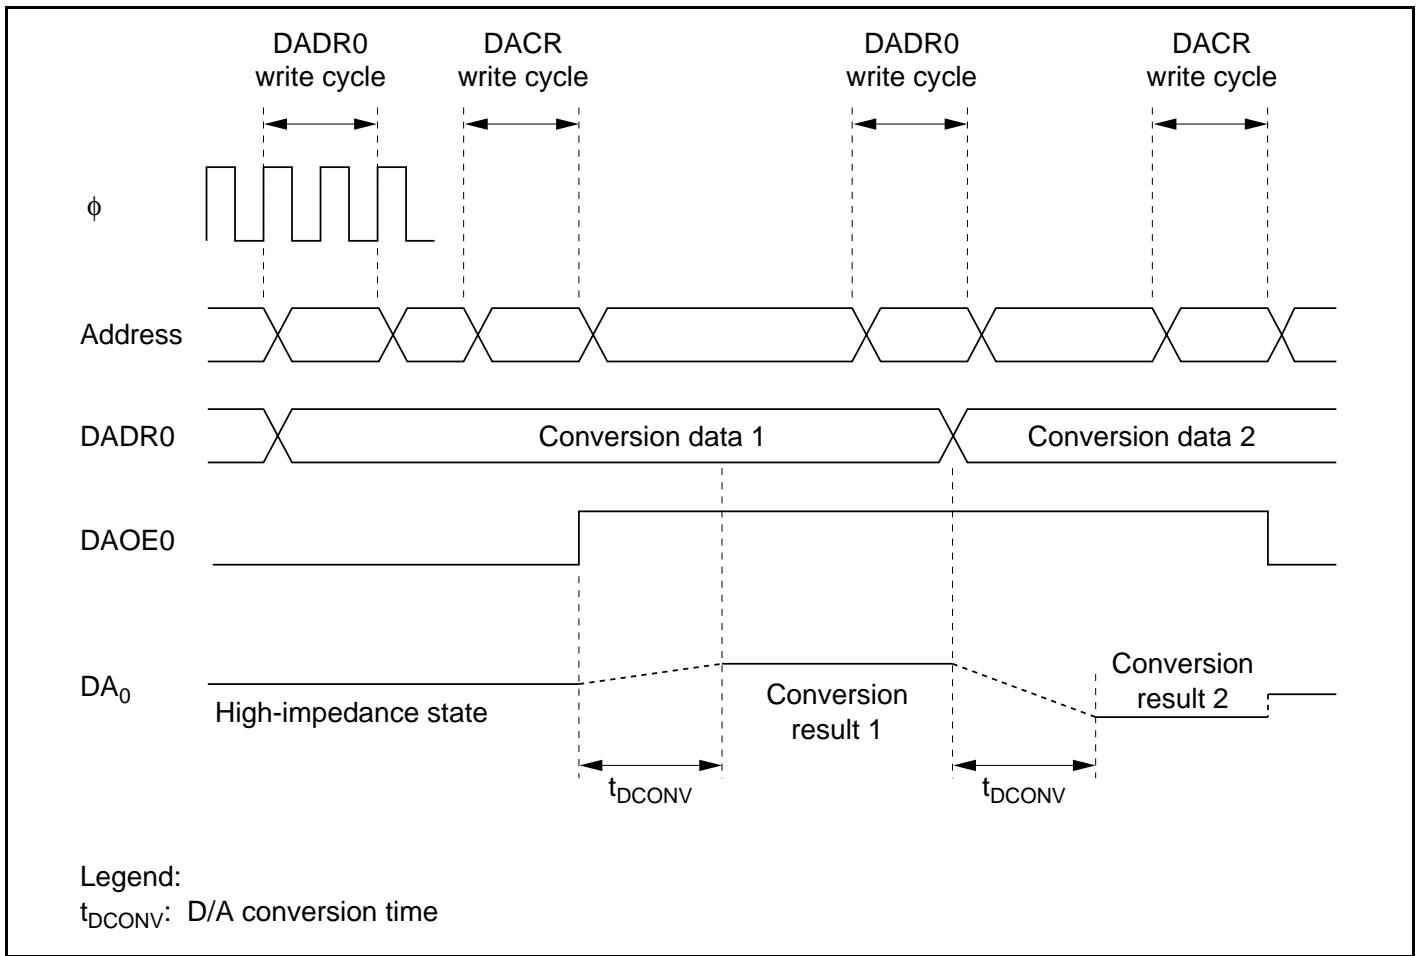 DADR0 DACR DADR0 DACR
write cycle write cycle write cycle write cycle
ϕ
Address
DADR0 Conversion data 1 Conversion data 2
DAOE0
DA0 High-impedance state Conversion result 1 Conversion result 2
tDCONV tDCONV
Legend:
tDCONV: D/A conversion time